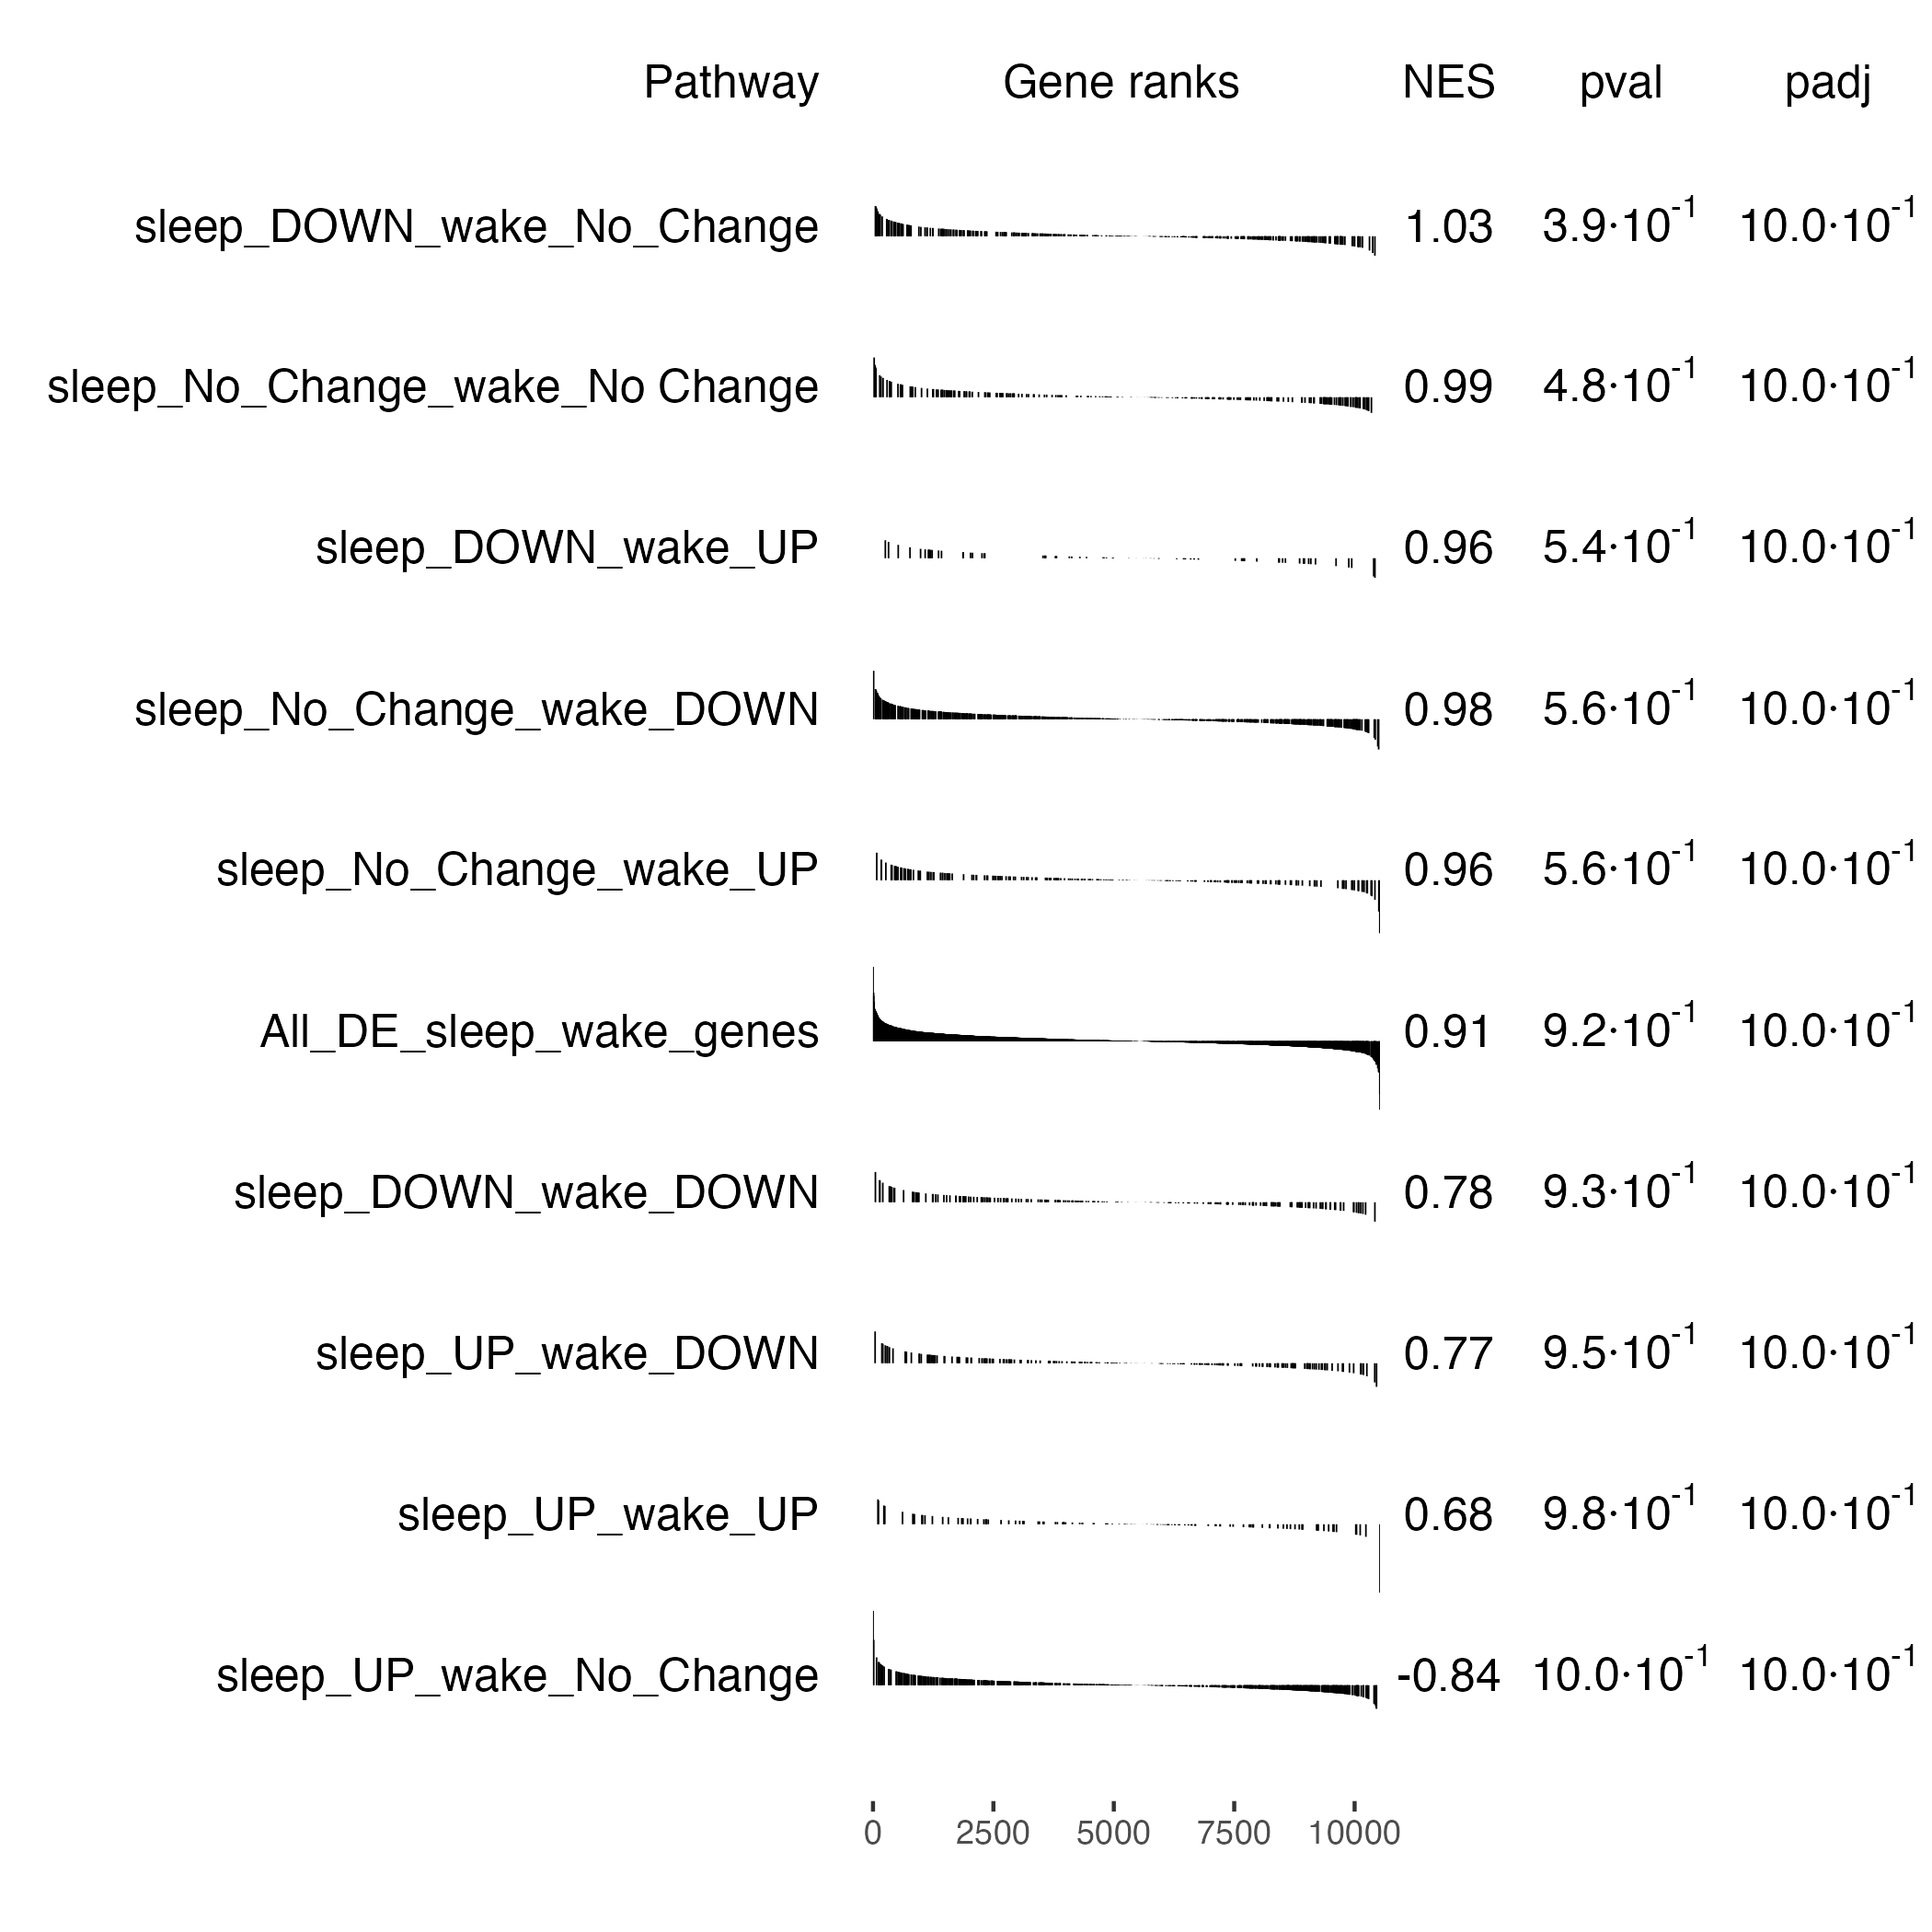 Pathway Gene ranks NES pval padj
sleep_DOWN_wake_No_Change 1.03 3.9·10⁻¹ 10.0·10⁻¹
sleep_No_Change_wake_No Change 0.99 4.8·10⁻¹ 10.0·10⁻¹
sleep_DOWN_wake_UP 0.96 5.4·10⁻¹ 10.0·10⁻¹
sleep_No_Change_wake_DOWN 0.98 5.6·10⁻¹ 10.0·10⁻¹
sleep_No_Change_wake_UP 0.96 5.6·10⁻¹ 10.0·10⁻¹
All_DE_sleep_wake_genes 0.91 9.2·10⁻¹ 10.0·10⁻¹
sleep_DOWN_wake_DOWN 0.78 9.3·10⁻¹ 10.0·10⁻¹
sleep_UP_wake_DOWN 0.77 9.5·10⁻¹ 10.0·10⁻¹
sleep_UP_wake_UP 0.68 9.8·10⁻¹ 10.0·10⁻¹
sleep_UP_wake_No_Change -0.84 10.0·10⁻¹ 10.0·10⁻¹
0 2500 5000 7500 10000